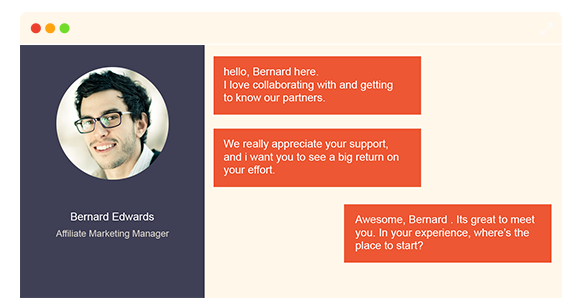 hello, Bernard here.
I love collaborating with and getting
to know our partners.
We really appreciate your support,
and i want you to see a big return on
your effort.
Awesome, Bernard . Its great to meet
you. In your experience, where's the
place to start?
Bernard Edwards
Affiliate Marketing Manager